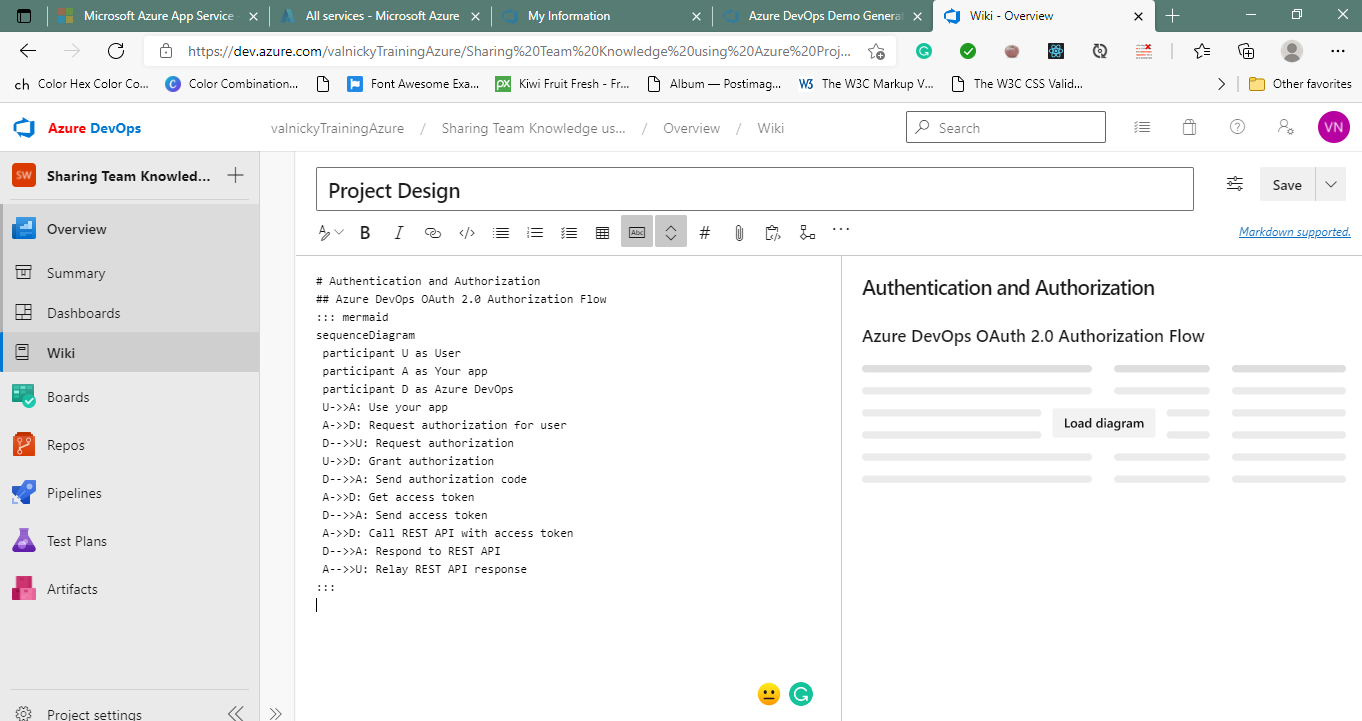 Microsoft Azure App Service -
All services - Microsoft Azure
My Information
Azure DevOps Demo Generat
Wiki - Overview
https://dev.azure.com/valnickyTrainingAzure/Sharing%20Team%20Knowledge%20using%20Azure%20Proj...
ch Color Hex Color Co...
C Color Combination...
Font Awesome Exa...
px Kiwi Fruit Fresh - Fr...
Album — Postimag...
W3 The W3C Markup V...
The W3C CSS Valid...
Other favorites
Azure DevOps
valnickyTrainingAzure / Sharing Team Knowledge us... / Overview / Wiki
Search
VN
SW Sharing Team Knowled...
Overview
Summary
Dashboards
Wiki
Boards
Repos
Pipelines
Test Plans
Artifacts
Project settings
Project Design
Save
B I </> Abc # ...
Markdown supported.
# Authentication and Authorization
## Azure DevOps OAuth 2.0 Authorization Flow
::: mermaid
sequenceDiagram
participant U as User
participant A as Your app
participant D as Azure DevOps
U->>A: Use your app
A->>D: Request authorization for user
D-->>U: Request authorization
U->>D: Grant authorization
D-->>A: Send authorization code
A->>D: Get access token
D-->>A: Send access token
A->>D: Call REST API with access token
D-->>A: Respond to REST API
A-->>U: Relay REST API response
:::
Authentication and Authorization
Azure DevOps OAuth 2.0 Authorization Flow
Load diagram